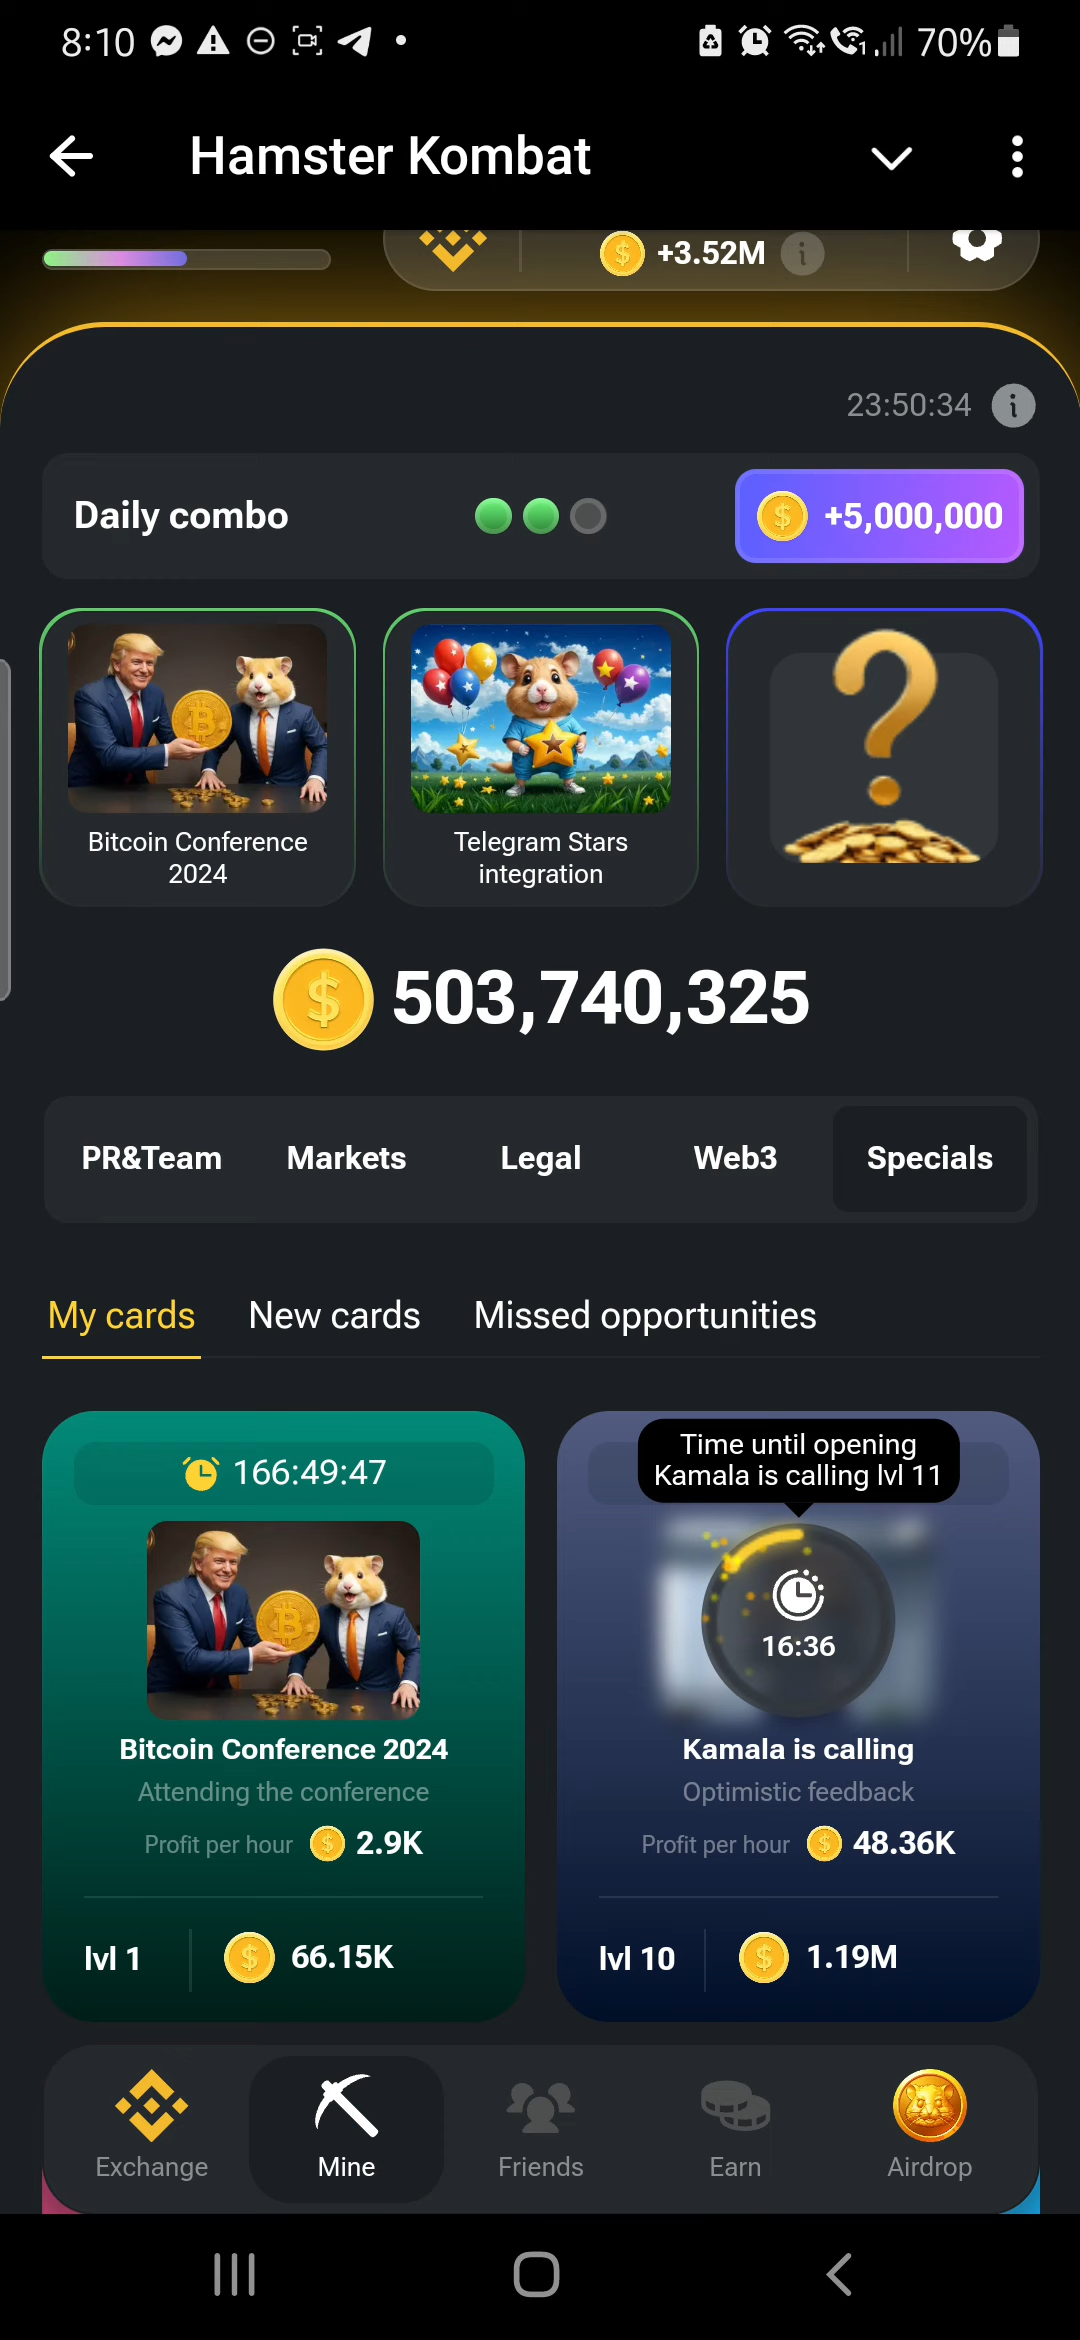 8:10
70%
Hamster Kombat
+3.52M
23:50:34
Daily combo
+5,000,000
Bitcoin Conference
2024
Telegram Stars
integration
503,740,325
PR&Team
Markets
Legal
Web3
Specials
My cards
New cards
Missed opportunities
166:49:47
Bitcoin Conference 2024
Attending the conference
Profit per hour 2.9K
lvl 1
66.15K
Time until opening
Kamala is calling lvl 11
16:36
Kamala is calling
Optimistic feedback
Profit per hour 48.36K
lvl 10
1.19M
Exchange
Mine
Friends
Earn
Airdrop